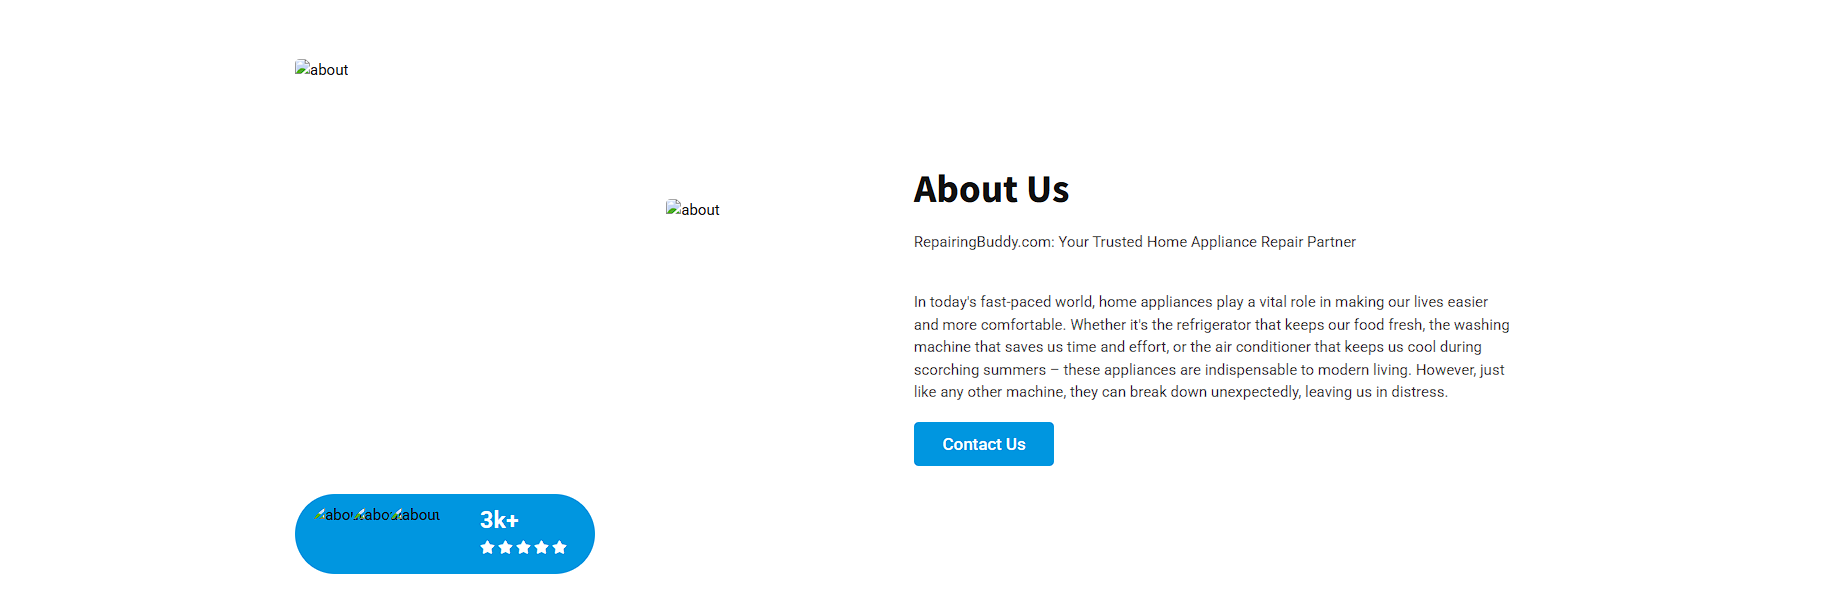 about
about
About Us
RepairingBuddy.com: Your Trusted Home Appliance Repair Partner
In today's fast-paced world, home appliances play a vital role in making our lives easier
and more comfortable. Whether it's the refrigerator that keeps our food fresh, the washing
machine that saves us time and effort, or the air conditioner that keeps us cool during
scorching summers – these appliances are indispensable to modern living. However, just
like any other machine, they can break down unexpectedly, leaving us in distress.
Contact Us
abou abou about
3k+